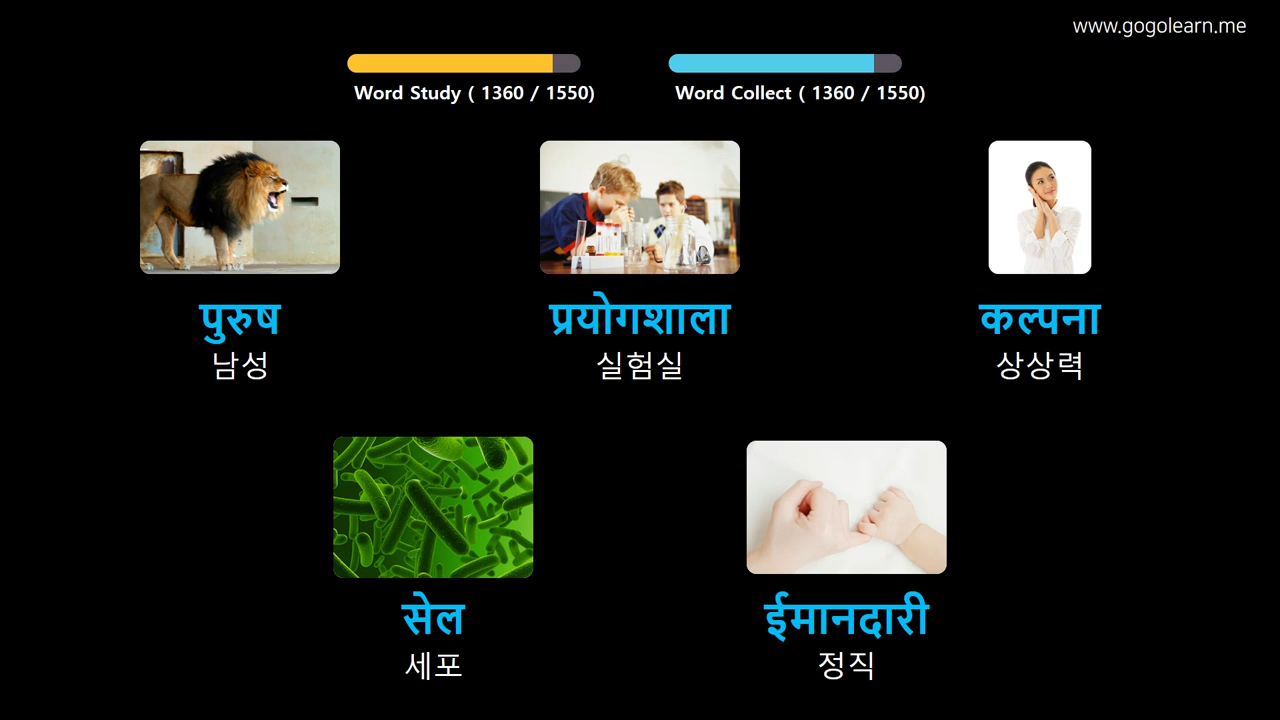 www.gogolearn.me
Word Study ( 1360 / 1550)
Word Collect ( 1360 / 1550)
पुरुष
남성
प्रयोगशाला
실험실
कल्पना
상상력
सेल
세포
ईमानदारी
정직